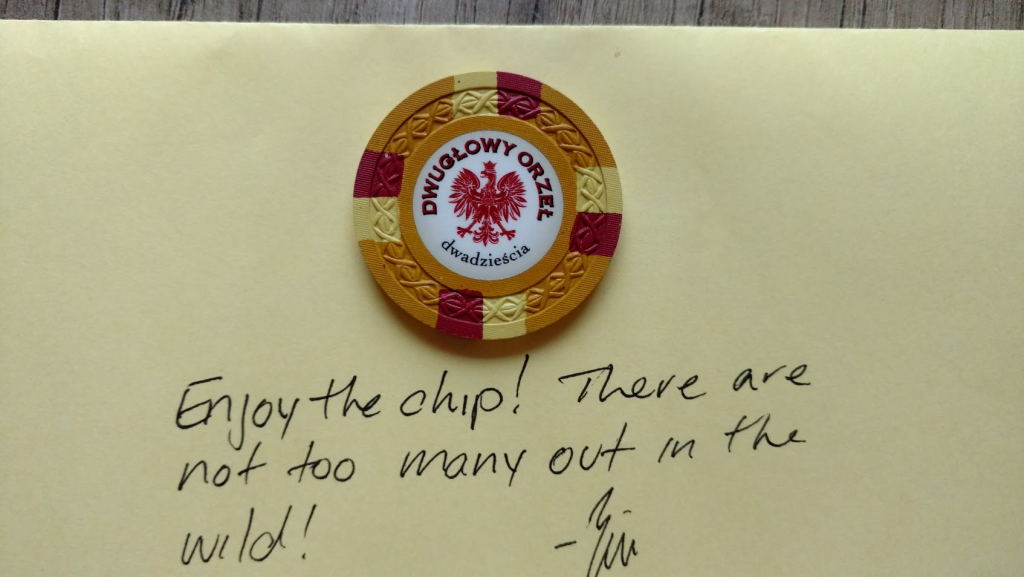 DWUGŁOWY ORZEŁ
dwadzieścia
Enjoy the chip! There are
not too many out in the
wild!